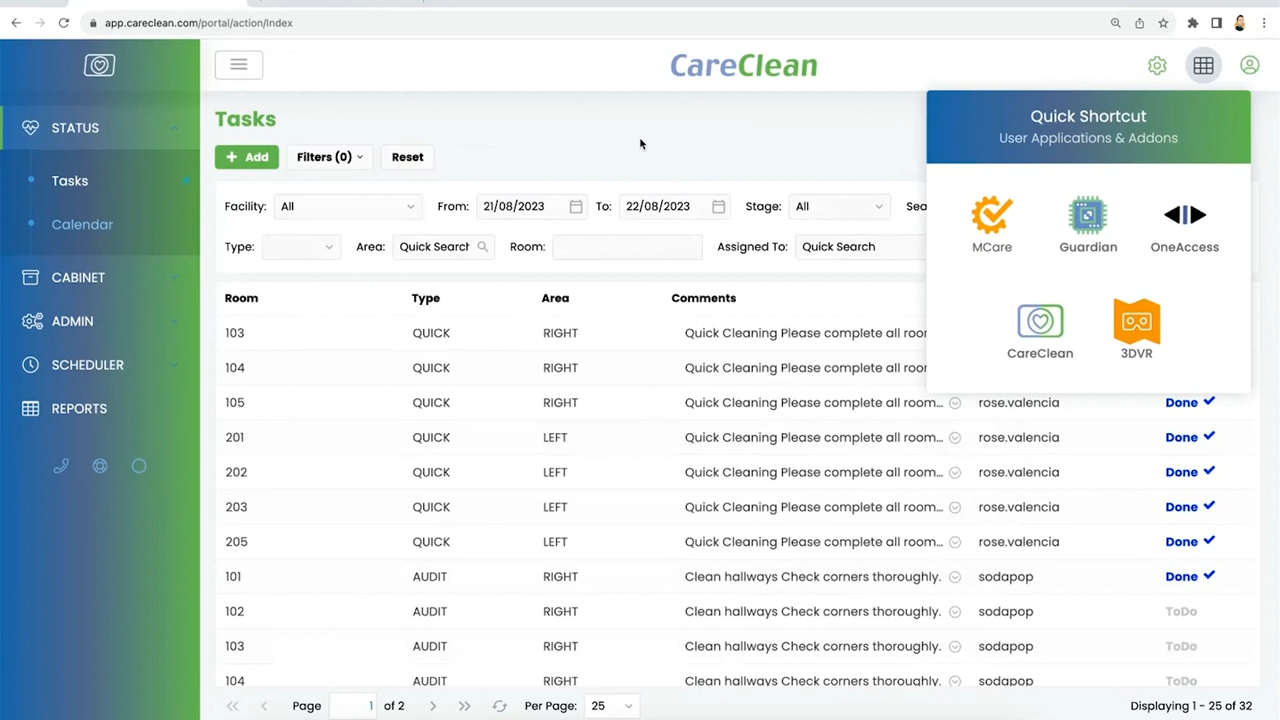 app.careclean.com/portal/action/Index
CareClean
Quick Shortcut
User Applications & Addons
MCare
Guardian
OneAccess
CareClean
3DVR
STATUS
Tasks
Calendar
CABINET
ADMIN
SCHEDULER
REPORTS
Tasks
+ Add Filters (0) Reset
Facility: All From: 21/08/2023 To: 22/08/2023 Stage: All Sea
Type: Area: Quick Search Room: Assigned To: Quick Search
Room Type Area Comments
103 QUICK RIGHT Quick Cleaning Please complete all roor
104 QUICK RIGHT Quick Cleaning Please complete all roor
105 QUICK RIGHT Quick Cleaning Please complete all room... rose.valencia Done
201 QUICK LEFT Quick Cleaning Please complete all room... rose.valencia Done
202 QUICK LEFT Quick Cleaning Please complete all room... rose.valencia Done
203 QUICK LEFT Quick Cleaning Please complete all room... rose.valencia Done
205 QUICK LEFT Quick Cleaning Please complete all room... rose.valencia Done
101 AUDIT RIGHT Clean hallways Check corners thoroughly. sodapop Done
102 AUDIT RIGHT Clean hallways Check corners thoroughly. sodapop ToDo
103 AUDIT RIGHT Clean hallways Check corners thoroughly. sodapop ToDo
104 AUDIT RIGHT Clean hallways Check corners thoroughly. sodapop ToDo
Page 1 of 2 Per Page: 25 Displaying 1 - 25 of 32